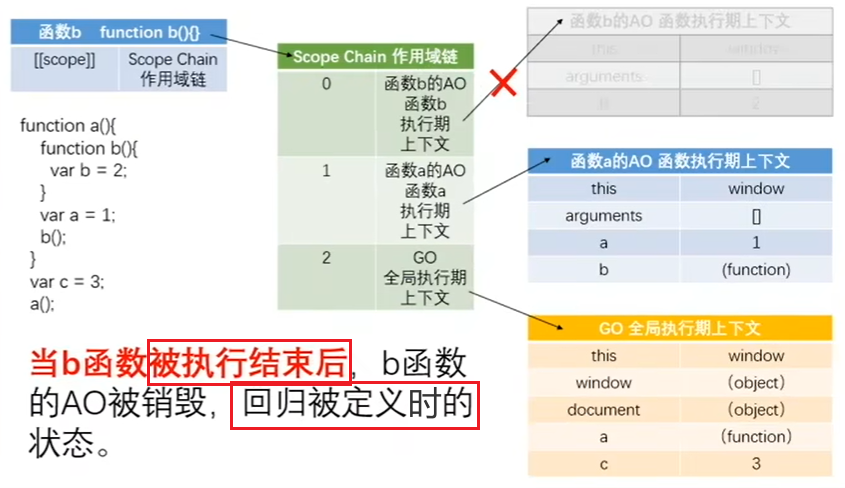 函数b function b(){}
[[scope]] Scope Chain
作用域链
function a(){
function b(){
var b = 2;
}
var a = 1;
b();
}
var c = 3;
a();
当b函数被执行结束后，b函数
的AO被销毁，回归被定义时的
状态。
Scope Chain 作用域链
0 函数b的AO
函数b
执行期
上下文
1 函数a的AO
函数a
执行期
上下文
2 GO
全局执行期
上下文
函数b的AO 函数执行期上下文
this window
arguments []
b 2
函数a的AO 函数执行期上下文
this window
arguments []
a 1
b (function)
GO 全局执行期上下文
this window
window (object)
document (object)
a (function)
c 3